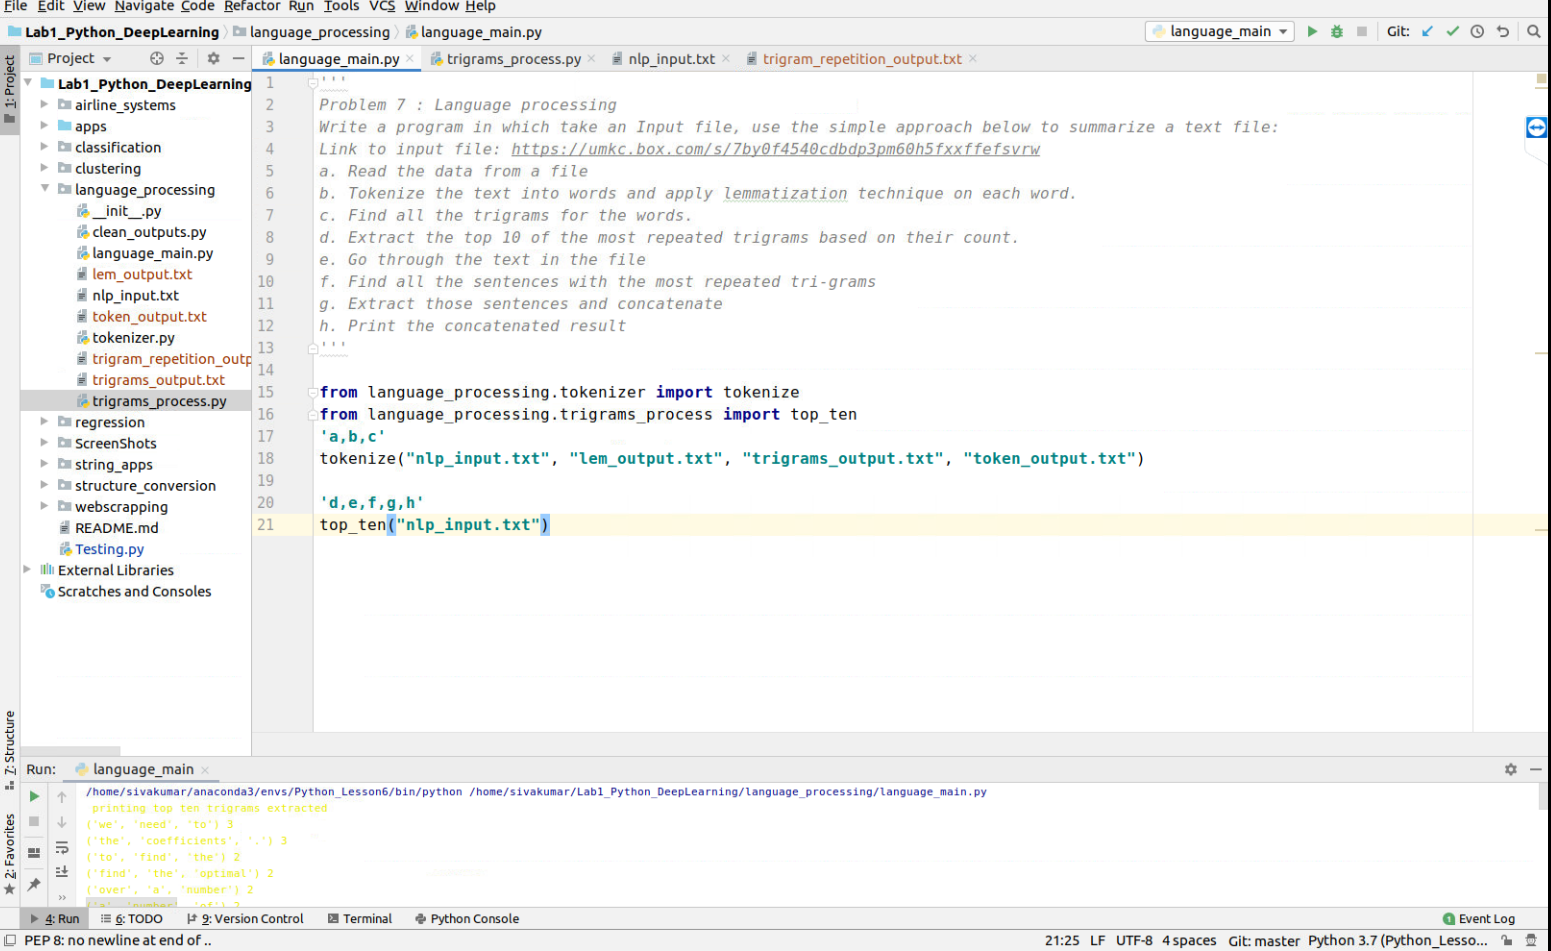 File Edit View Navigate Code Refactor Run Tools VCS Window Help
Lab1_Python_DeepLearning language_processing language_main.py language_main Git:
Project language_main.py trigrams_process.py nlp_input.txt trigram_repetition_output.txt
1: Project
Lab1_Python_DeepLearning
airline_systems
apps
classification
clustering
language_processing
__init__.py
clean_outputs.py
language_main.py
lem_output.txt
nlp_input.txt
token_output.txt
tokenizer.py
trigram_repetition_outp
trigrams_output.txt
trigrams_process.py
regression
ScreenShots
string_apps
structure_conversion
webscrapping
README.md
Testing.py
External Libraries
Scratches and Consoles
1 '''
2 Problem 7 : Language processing
3 Write a program in which take an Input file, use the simple approach below to summarize a text file:
4 Link to input file: https://umkc.box.com/s/7by0f4540cdbdp3pm60h5fxxffefsvrw
5 a. Read the data from a file
6 b. Tokenize the text into words and apply lemmatization technique on each word.
7 c. Find all the trigrams for the words.
8 d. Extract the top 10 of the most repeated trigrams based on their count.
9 e. Go through the text in the file
10 f. Find all the sentences with the most repeated tri-grams
11 g. Extract those sentences and concatenate
12 h. Print the concatenated result
13 '''
14
15 from language_processing.tokenizer import tokenize
16 from language_processing.trigrams_process import top_ten
17 'a,b,c'
18 tokenize("nlp_input.txt", "lem_output.txt", "trigrams_output.txt", "token_output.txt")
19
20 'd,e,f,g,h'
21 top_ten("nlp_input.txt")
Z: Structure
2: Favorites
Run: language_main
/home/sivakumar/anaconda3/envs/Python_Lesson6/bin/python /home/sivakumar/Lab1_Python_DeepLearning/language_processing/language_main.py
printing top ten trigrams extracted
('we', 'need', 'to') 3
('the', 'coefficients', '.') 3
('to', 'find', 'the') 2
('find', 'the', 'optimal') 2
('over', 'a', 'number') 2
('a', 'number', 'of') 2
4: Run 6: TODO 9: Version Control Terminal Python Console 1 Event Log
PEP 8: no newline at end of .. 21:25 LF UTF-8 4 spaces Git: master Python 3.7 (Python_Lesso...